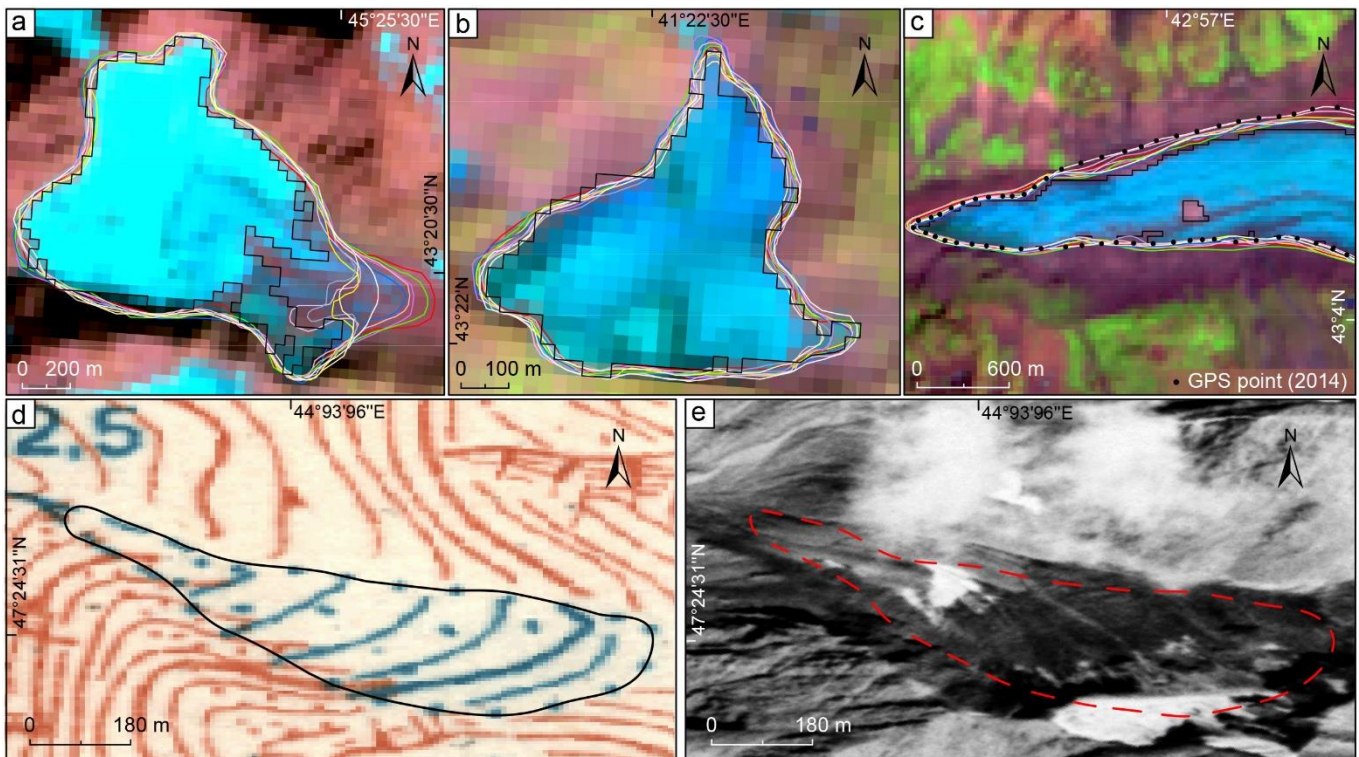 a
45°25'30"E
N
43°20'30"N
0 200 m
b
41°22'30"E
N
43°22'N
0 100 m
c
42°57'E
N
43°4'N
0 600 m
• GPS point (2014)
d
2.5
44°93'96"E
N
47°24'31"N
0 180 m
e
44°93'96"E
N
47°24'31"N
0 180 m